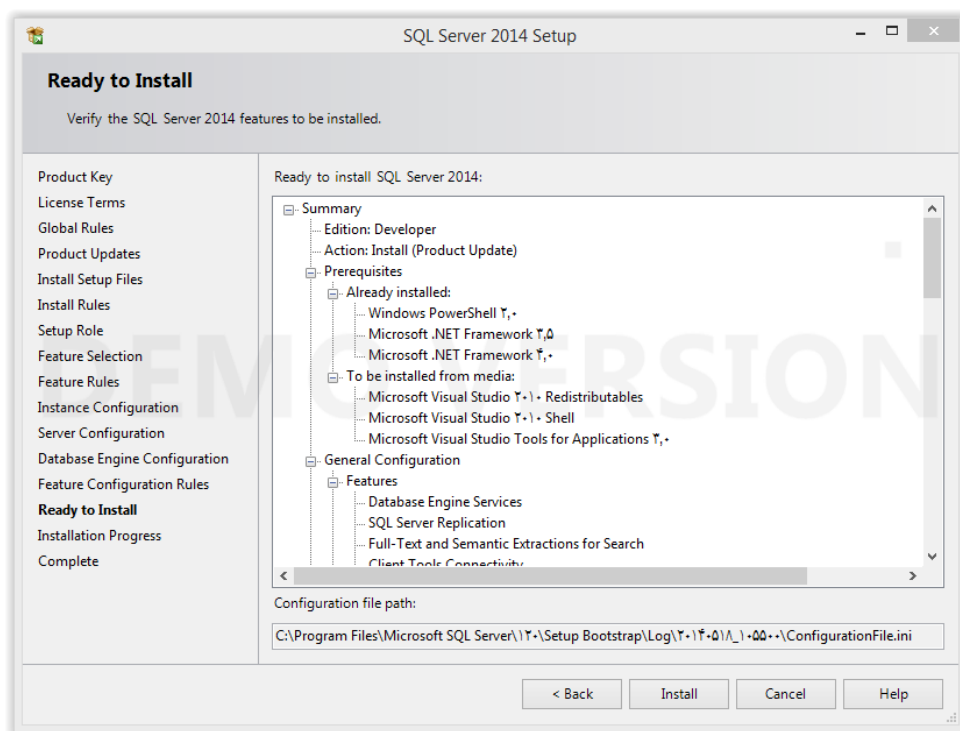 SQL Server 2014 Setup
Ready to Install
Verify the SQL Server 2014 features to be installed.
Product Key
License Terms
Global Rules
Product Updates
Install Setup Files
Install Rules
Setup Role
Feature Selection
Feature Rules
Instance Configuration
Server Configuration
Database Engine Configuration
Feature Configuration Rules
Ready to Install
Installation Progress
Complete
Ready to install SQL Server 2014:
Summary
Edition: Developer
Action: Install (Product Update)
Prerequisites
Already installed:
Windows PowerShell ۲,۰
Microsoft .NET Framework ۳,۵
Microsoft .NET Framework ۴,۰
To be installed from media:
Microsoft Visual Studio ۲۰۱۰ Redistributables
Microsoft Visual Studio ۲۰۱۰ Shell
Microsoft Visual Studio Tools for Applications ۳,۰
General Configuration
Features
Database Engine Services
SQL Server Replication
Full-Text and Semantic Extractions for Search
Client Tools Connectivity
Configuration file path:
C:\Program Files\Microsoft SQL Server\۱۲۰\Setup Bootstrap\Log\۲۰۱۴۰۵۱۸_۱۰۵۵۰۰\ConfigurationFile.ini
< Back
Install
Cancel
Help
DEMO VERSION